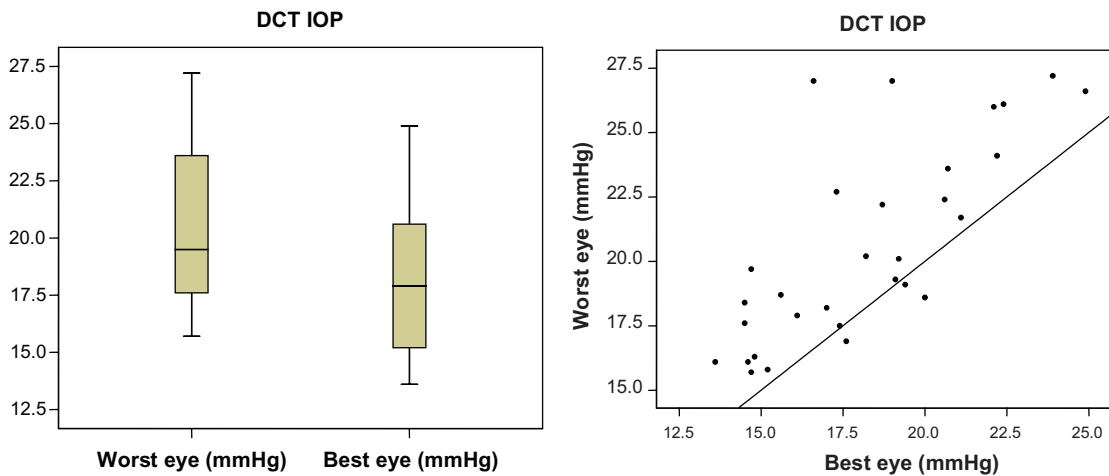 DCT IOP
27.5
25.0
22.5
20.0
17.5
15.0
12.5
Worst eye (mmHg) Best eye (mmHg)
DCT IOP
Worst eye (mmHg)
27.5
25.0
22.5
20.0
17.5
15.0
12.5 15.0 17.5 20.0 22.5 25.0
Best eye (mmHg)